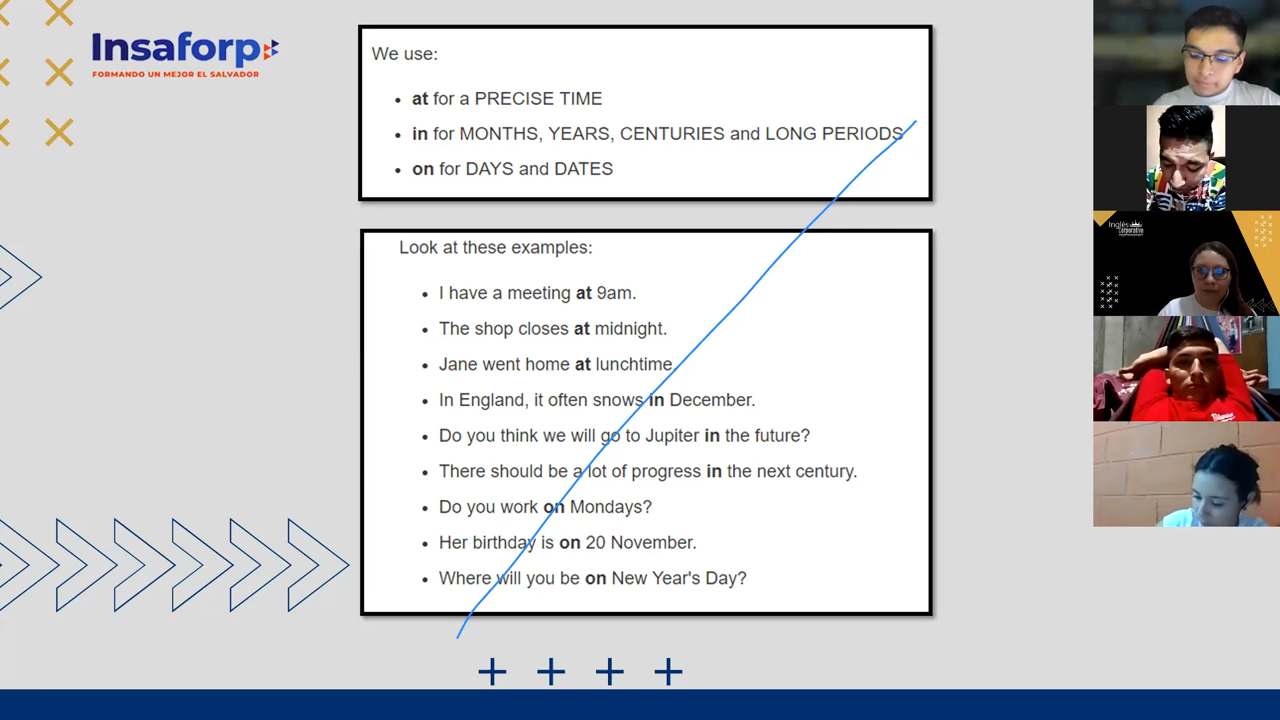 Insaforp
FORMANDO UN MEJOR EL SALVADOR
We use:
• at for a PRECISE TIME
• in for MONTHS, YEARS, CENTURIES and LONG PERIODS
• on for DAYS and DATES
Look at these examples:
• I have a meeting at 9am.
• The shop closes at midnight.
• Jane went home at lunchtime.
• In England, it often snows in December.
• Do you think we will go to Jupiter in the future?
• There should be a lot of progress in the next century.
• Do you work on Mondays?
• Her birthday is on 20 November.
• Where will you be on New Year's Day?
Inglés
Corporativo